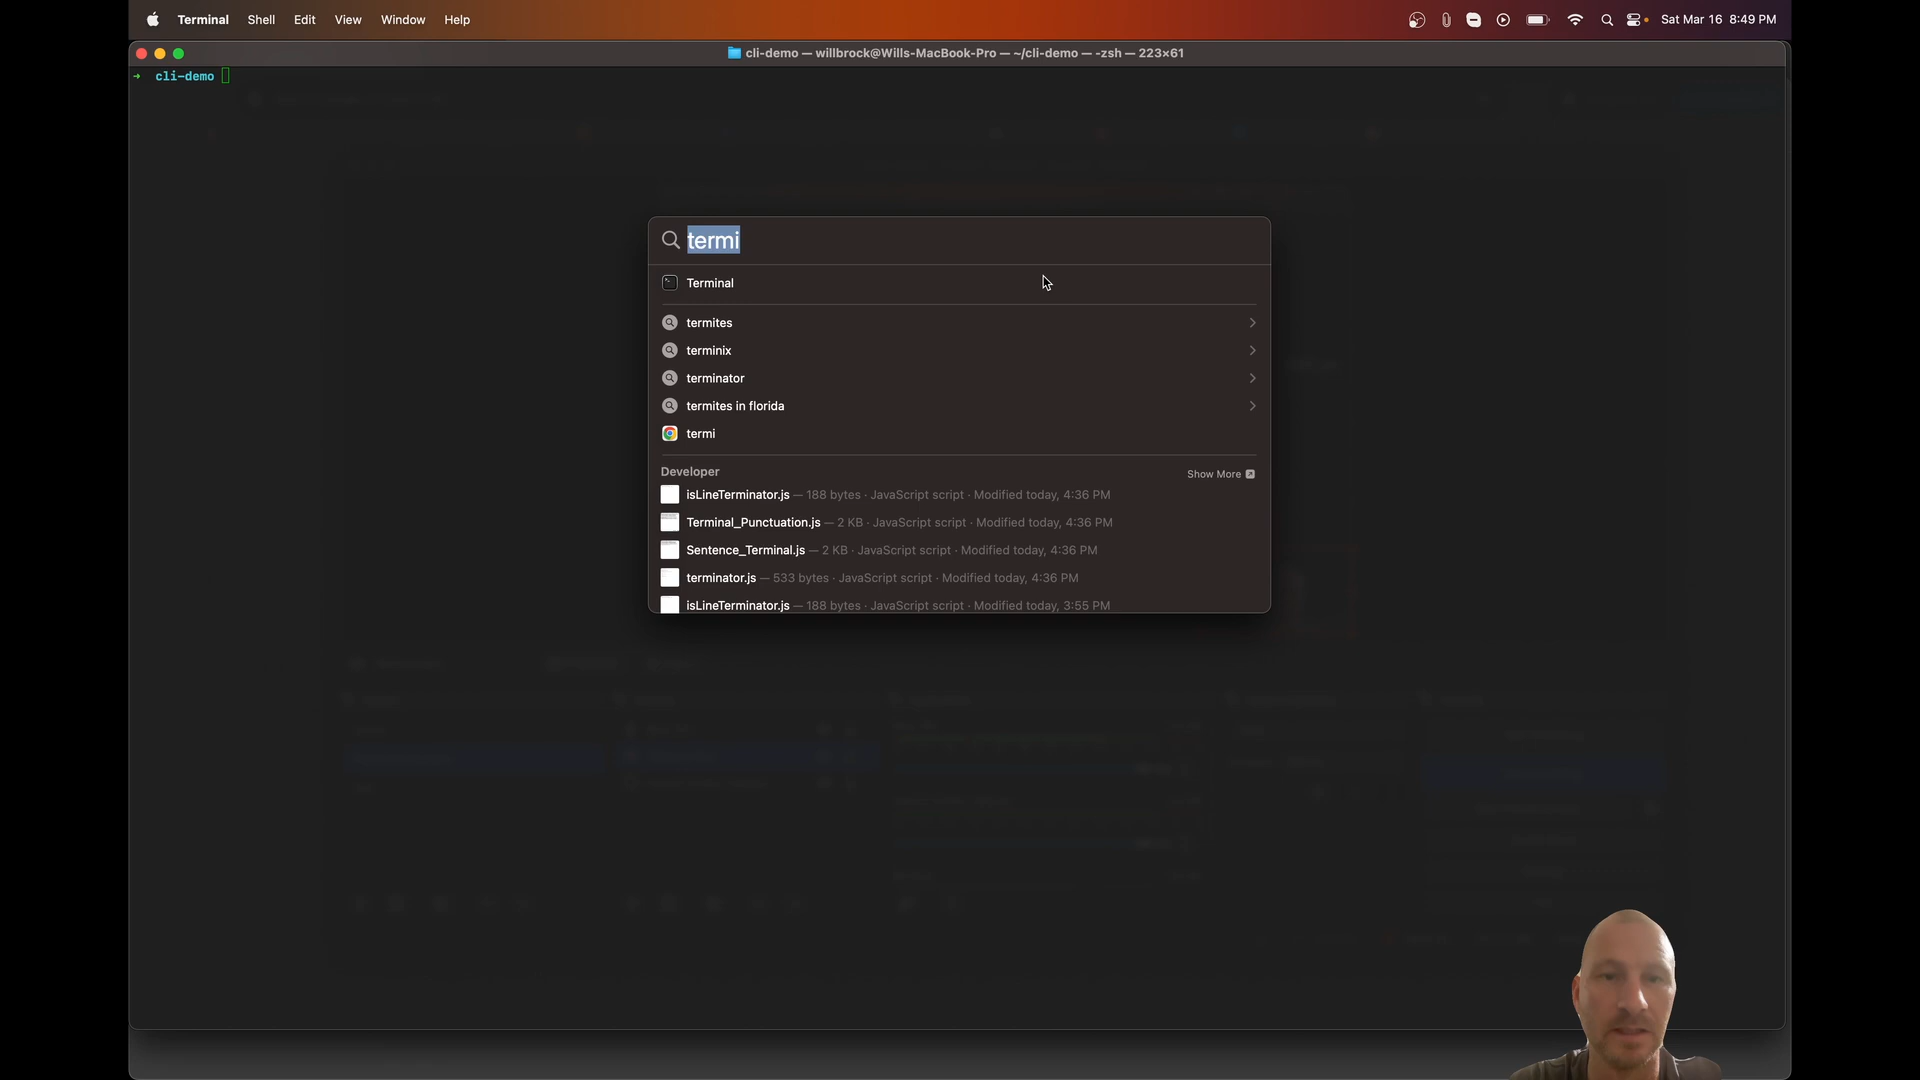 Terminal Shell Edit View Window Help Sat Mar 16 8:49 PM
cli-demo — willbrock@Wills-MacBook-Pro — ~/cli-demo — -zsh — 223×61
➜ cli-demo
termi
Terminal
termites
terminix
terminator
termites in florida
termi
Developer Show More
isLineTerminator.js — 188 bytes · JavaScript script · Modified today, 4:36 PM
Terminal_Punctuation.js — 2 KB · JavaScript script · Modified today, 4:36 PM
Sentence_Terminal.js — 2 KB · JavaScript script · Modified today, 4:36 PM
terminator.js — 533 bytes · JavaScript script · Modified today, 4:36 PM
isLineTerminator.js — 188 bytes · JavaScript script · Modified today, 3:55 PM